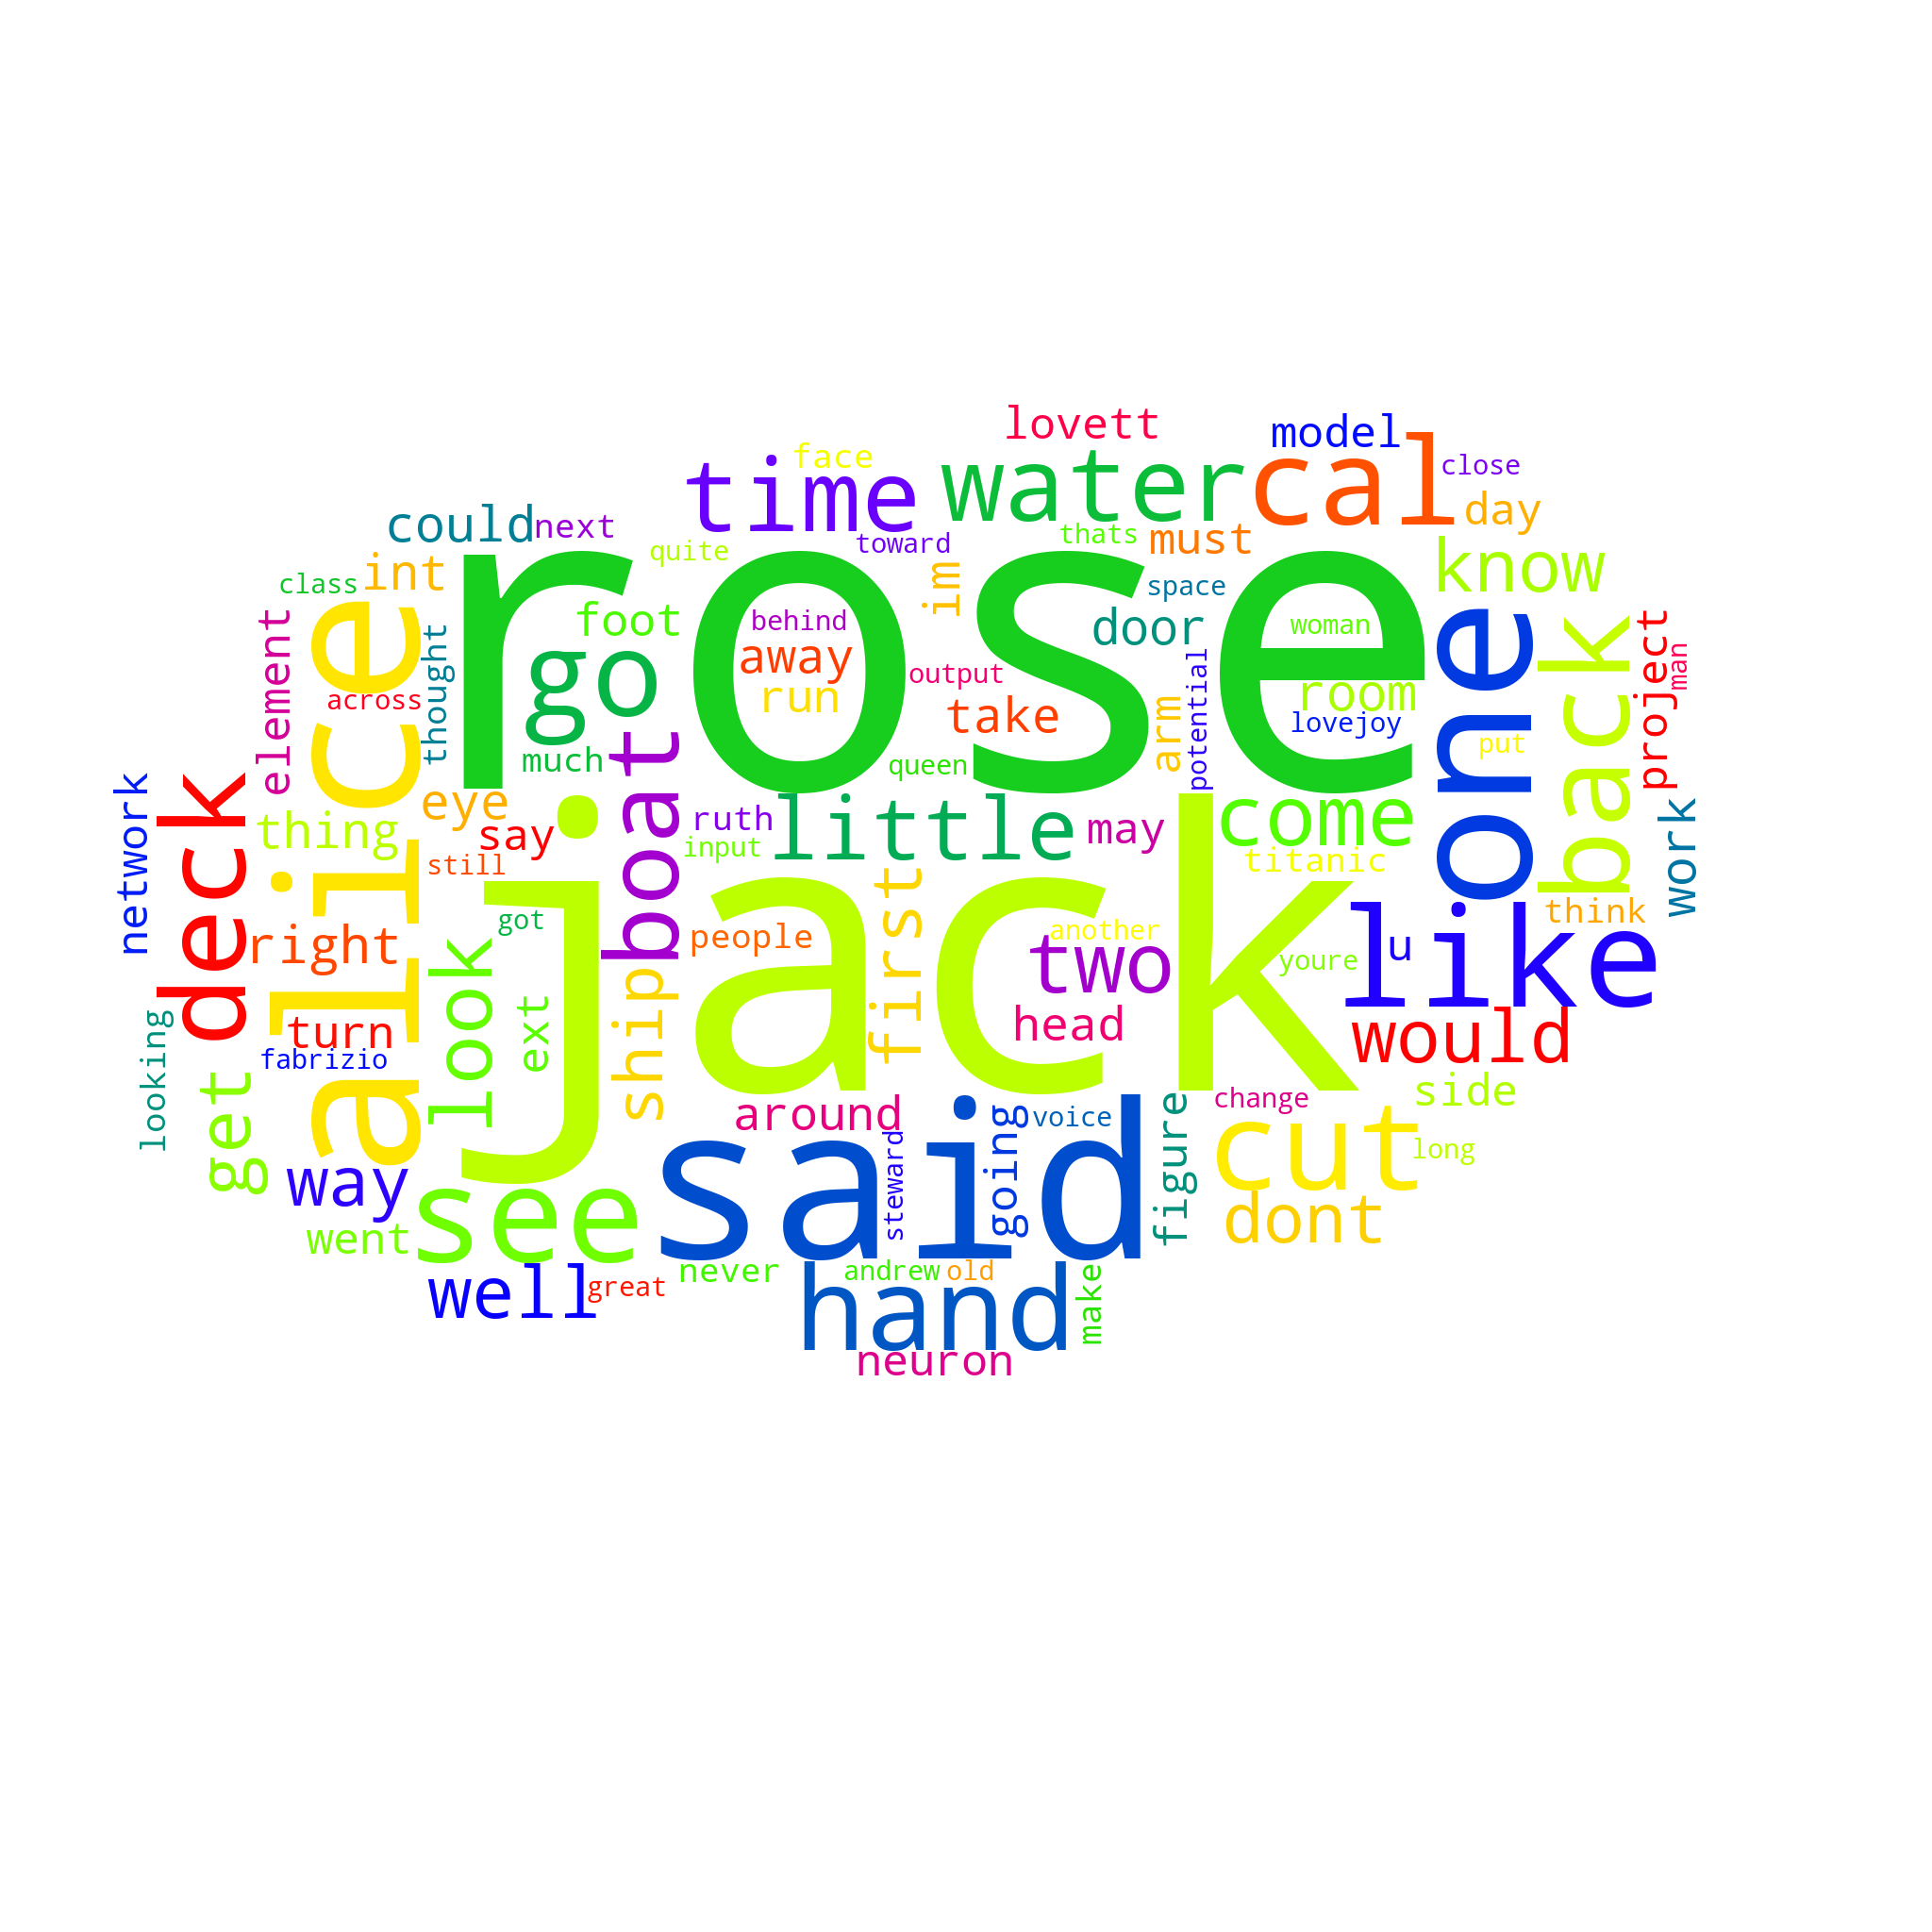 lovett
model
face
time
water
cal
close
day
could
next
quite
toward
thats
must
know
int
class
im
space
rose
foot
behind
door
woman
element
thought
alice
across
go
away
run
output
take
arm
potential
room
lovejoy
one
put
back
project
man
much
boat
queen
network
deck
eye
thing
say
still
ruth
input
little
may
come
titanic
work
right
look
got
people
first
another
two
youre
u
like
think
jack
ship
ext
head
would
turn
fabrizio
looking
get
around
said
steward
going
voice
figure
change
cut
side
long
way
see
dont
went
well
great
never
andrew
old
hand
make
neuron